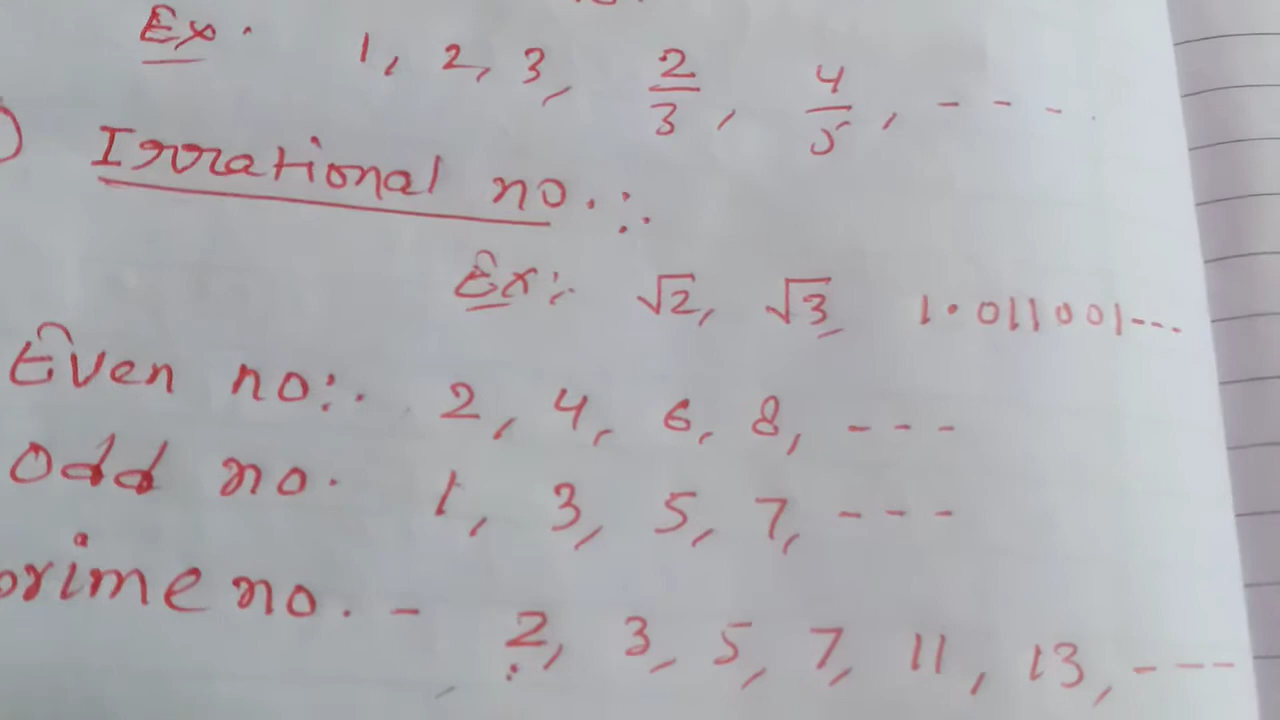 Ex. 1, 2, 3, 2/3, 4/5, ----
) Irrational no.:-
Ex:- √2, √3, 1.011001---
Even no:- 2, 4, 6, 8, ---
Odd no. 1, 3, 5, 7, ---
prime no. - 2, 3, 5, 7, 11, 13, ---